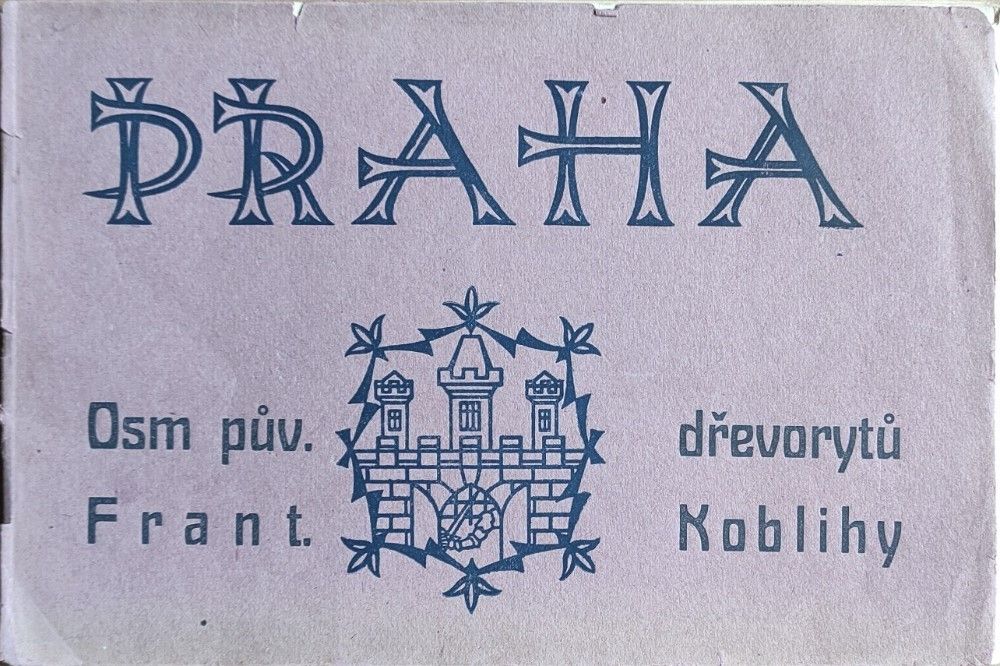 PRAHA
Osm pův. dřevorytů
Frant. Koblihy